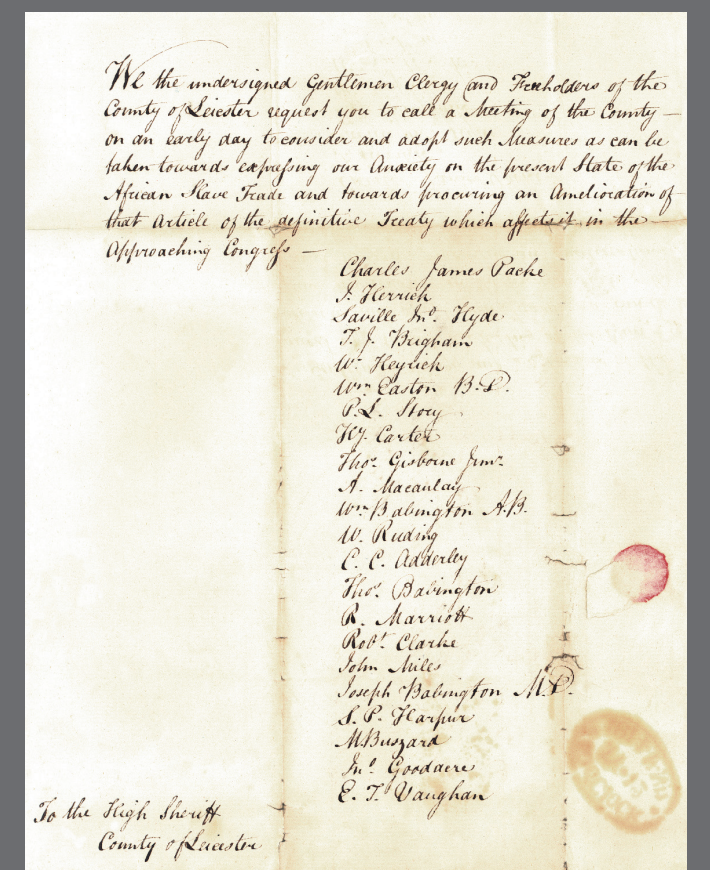 We the undersigned Gentlemen Clergy and Freeholders of the
County of Leicester request you to call a Meeting of the County —
on an early day to consider and adopt such Measures as can be
taken towards expressing our Anxiety on the present State of the
African Slave Trade and towards procuring an Amelioration of
that Article of the definitive Treaty which affects it in the
Approaching Congress —
Charles James Packe
J. Herrick
Saville Jnº. Hyde
T. J. Brigham
Wm. Heyrick
Wm Easton B.D.
P. L. Story
Wm. Carter
Thos. Gisborne Junr.
A. Macaulay
Wm Babington A.B.
W. Ruding
C. C. Adderley
Thos. Babington
R. Marriott
Robt. Clarke
John Miles
Joseph Babington M.D.
S. P. Harpur
M. Buszard
Jnº. Goodacre
E. T. Vaughan
To the High Sheriff
County of Leicester